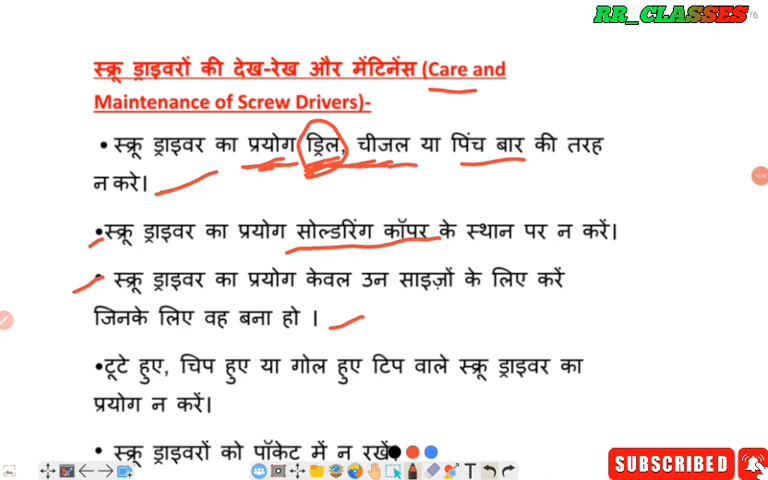 RR_CLASSES
/6
स्क्रू ड्राइवरों की देख-रेख और मेंटिनेंस (Care and
Maintenance of Screw Drivers)-
• स्क्रू ड्राइवर का प्रयोग ड्रिल, चीजल या पिंच बार की तरह
न करे।
•स्क्रू ड्राइवर का प्रयोग सोल्डरिंग कॉपर के स्थान पर न करें।
• स्क्रू ड्राइवर का प्रयोग केवल उन साइज़ों के लिए करें
जिनके लिए वह बना हो ।
•टूटे हुए, चिप हुए या गोल हुए टिप वाले स्क्रू ड्राइवर का
प्रयोग न करें।
• स्क्रू ड्राइवरों को पॉकेट में न रखें
SUBSCRIBED